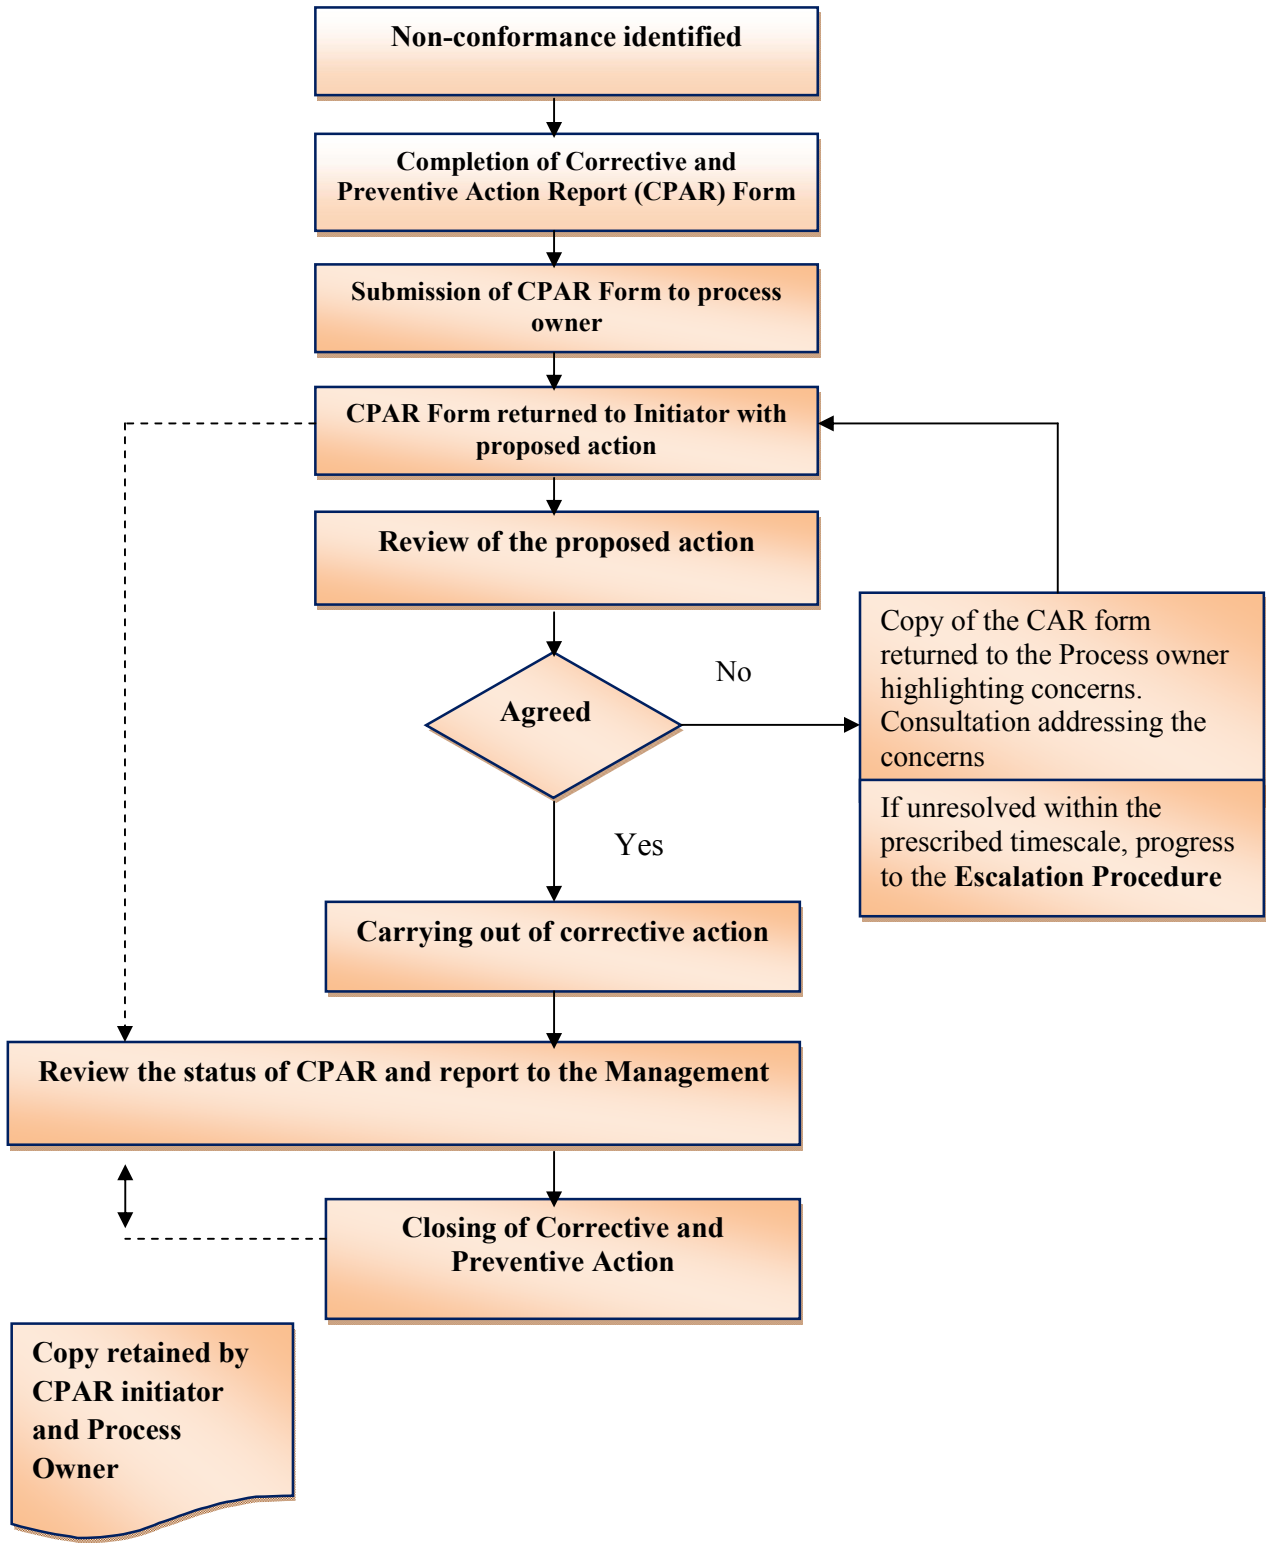 Non-conformance identified
Completion of Corrective and
Preventive Action Report (CPAR) Form
Submission of CPAR Form to process
owner
CPAR Form returned to Initiator with
proposed action
Review of the proposed action
Agreed
No
Copy of the CAR form
returned to the Process owner
highlighting concerns.
Consultation addressing the
concerns
If unresolved within the
prescribed timescale, progress
to the Escalation Procedure
Yes
Carrying out of corrective action
Review the status of CPAR and report to the Management
Closing of Corrective and
Preventive Action
Copy retained by
CPAR initiator
and Process
Owner